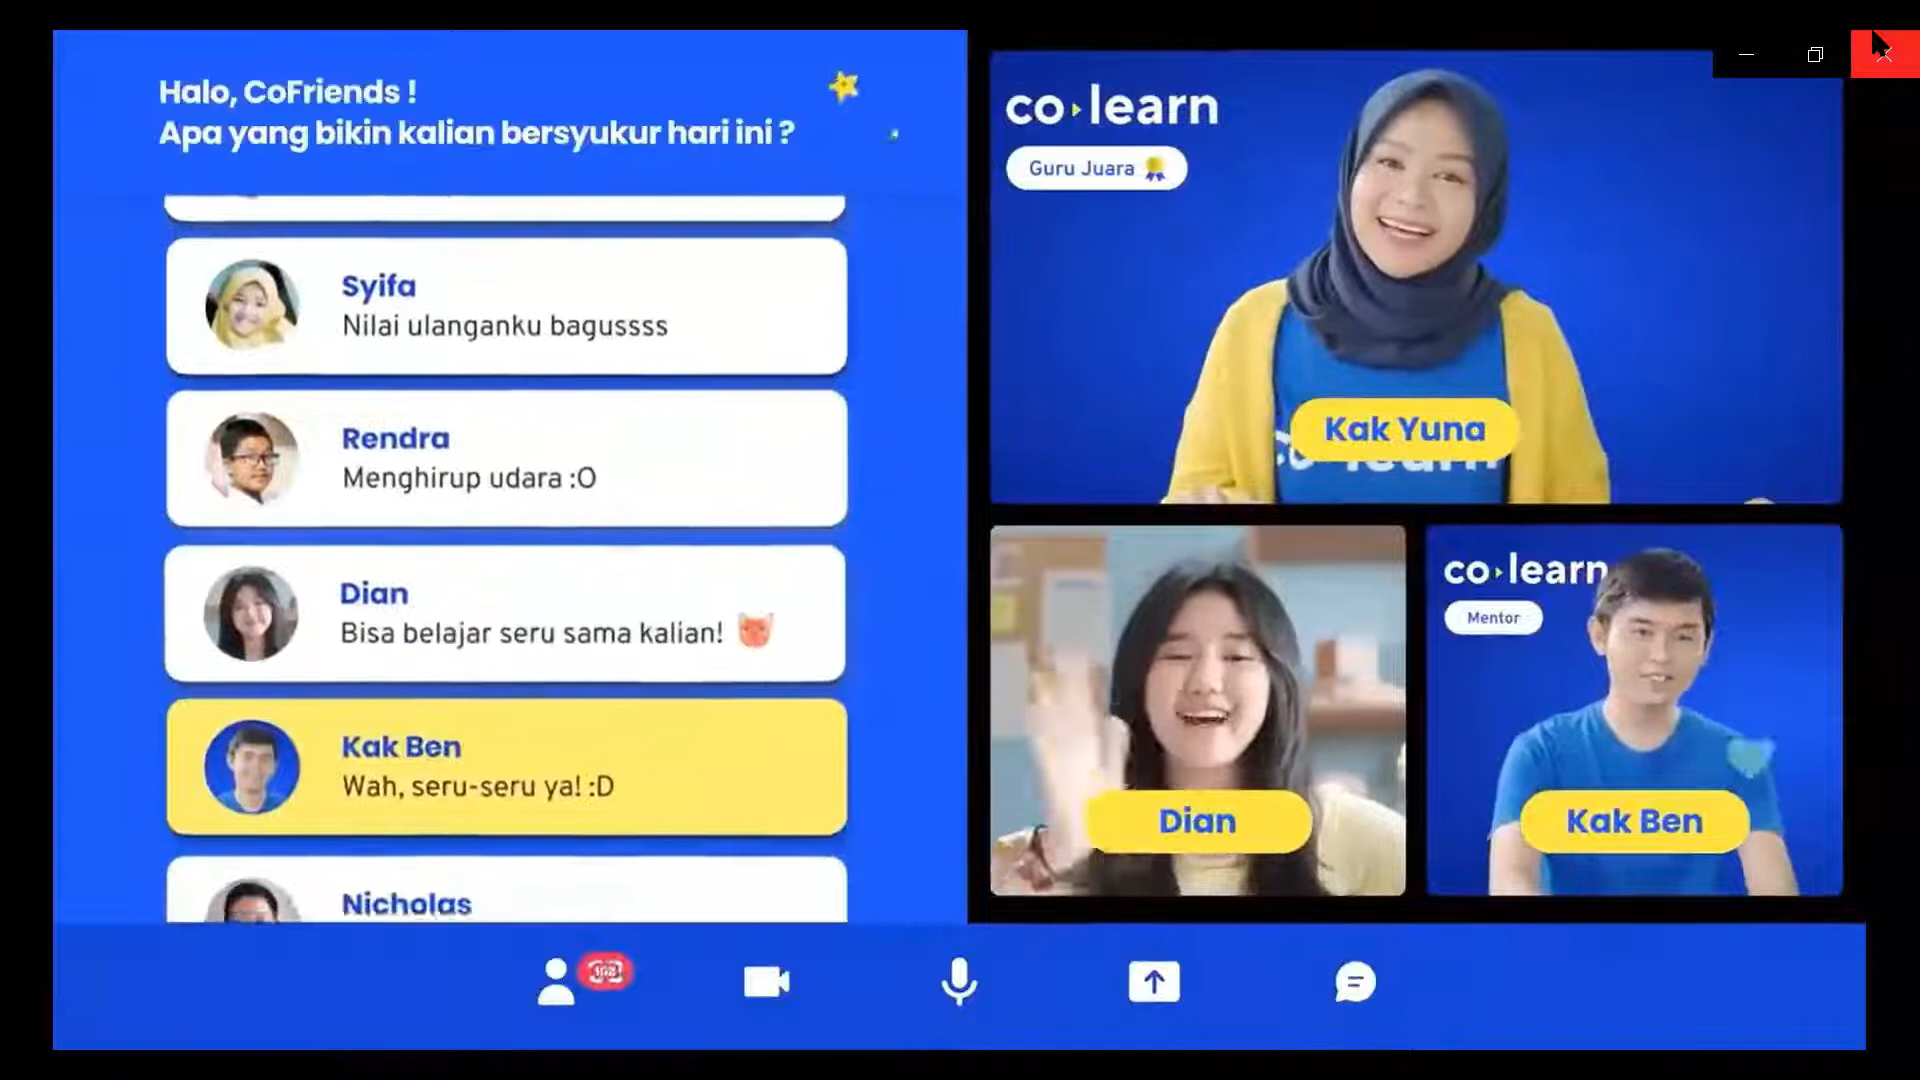 Halo, CoFriends !
Apa yang bikin kalian bersyukur hari ini ?
Syifa
Nilai ulanganku bagussss
Rendra
Menghirup udara :O
Dian
Bisa belajar seru sama kalian!
Kak Ben
Wah, seru-seru ya! :D
Nicholas
co learn
Guru Juara
Kak Yuna
Dian
co learn
Mentor
Kak Ben